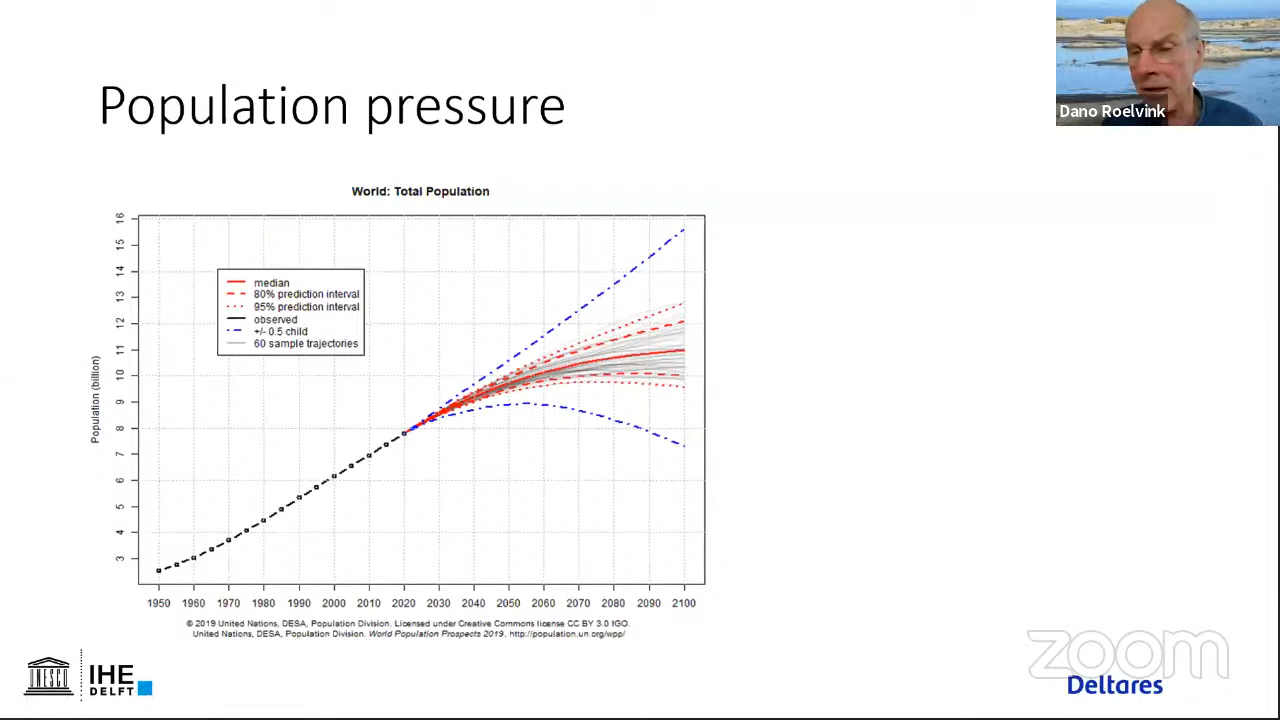 Dano Roelvink
Population pressure
World: Total Population
Population (billion)
16
15
14
13
12
11
10
9
8
7
6
5
4
3
median
80% prediction interval
95% prediction interval
observed
+/- 0.5 child
60 sample trajectories
1950 1960 1970 1980 1990 2000 2010 2020 2030 2040 2050 2060 2070 2080 2090 2100
© 2019 United Nations, DESA, Population Division. Licensed under Creative Commons license CC BY 3.0 IGO.
United Nations, DESA, Population Division. World Population Prospects 2019. http://population.un.org/wpp/
UNESCO
IHE
DELFT
zoom
Deltares